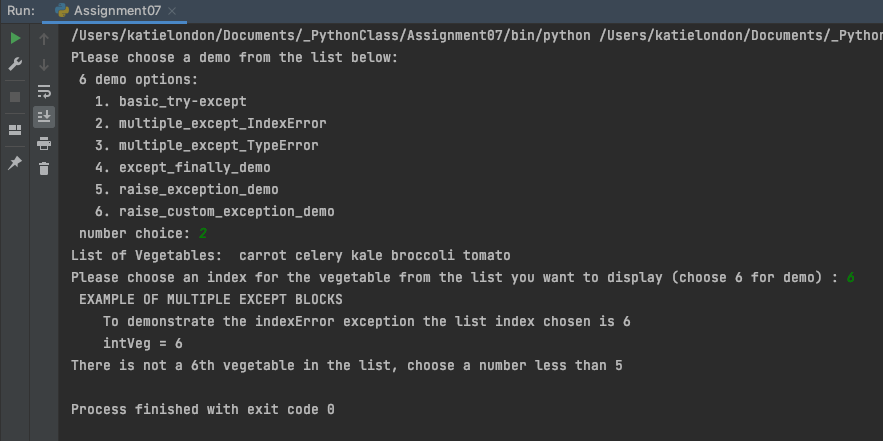 Run: Assignment07
/Users/katielondon/Documents/_PythonClass/Assignment07/bin/python /Users/katielondon/Documents/_Python
Please choose a demo from the list below:
6 demo options:
1. basic_try-except
2. multiple_except_IndexError
3. multiple_except_TypeError
4. except_finally_demo
5. raise_exception_demo
6. raise_custom_exception_demo
number choice: 2
List of Vegetables:  carrot celery kale broccoli tomato
Please choose an index for the vegetable from the list you want to display (choose 6 for demo) : 6
EXAMPLE OF MULTIPLE EXCEPT BLOCKS
To demonstrate the indexError exception the list index chosen is 6
intVeg = 6
There is not a 6th vegetable in the list, choose a number less than 5
Process finished with exit code 0